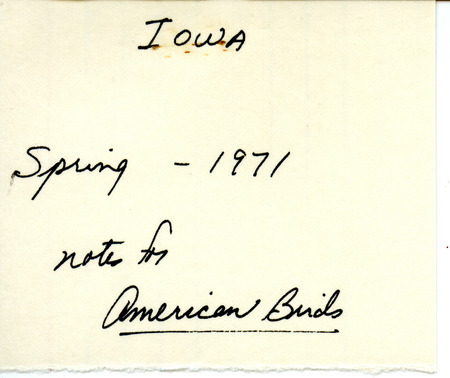 Iowa
Spring - 1971
notes for
American Birds